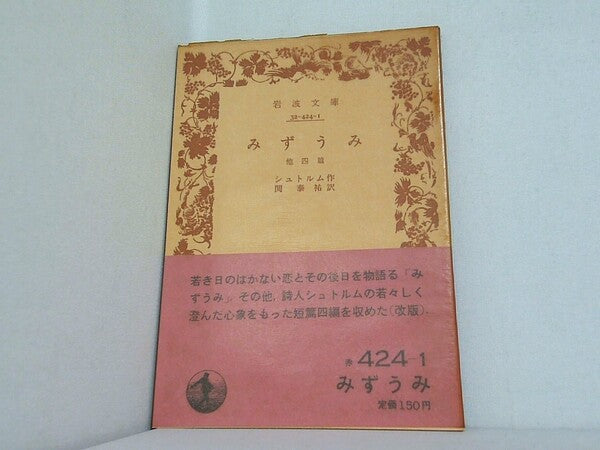 岩波文庫
32-424-1
みずうみ
他四篇
シュトルム作
関泰祐訳
若き日のはかない恋とその後日を物語る「み
ずうみ」その他，詩人シュトルムの若々しく
澄んだ心象をもった短篇四編を収めた（改版）．
赤 424-1
みずうみ
定価150円